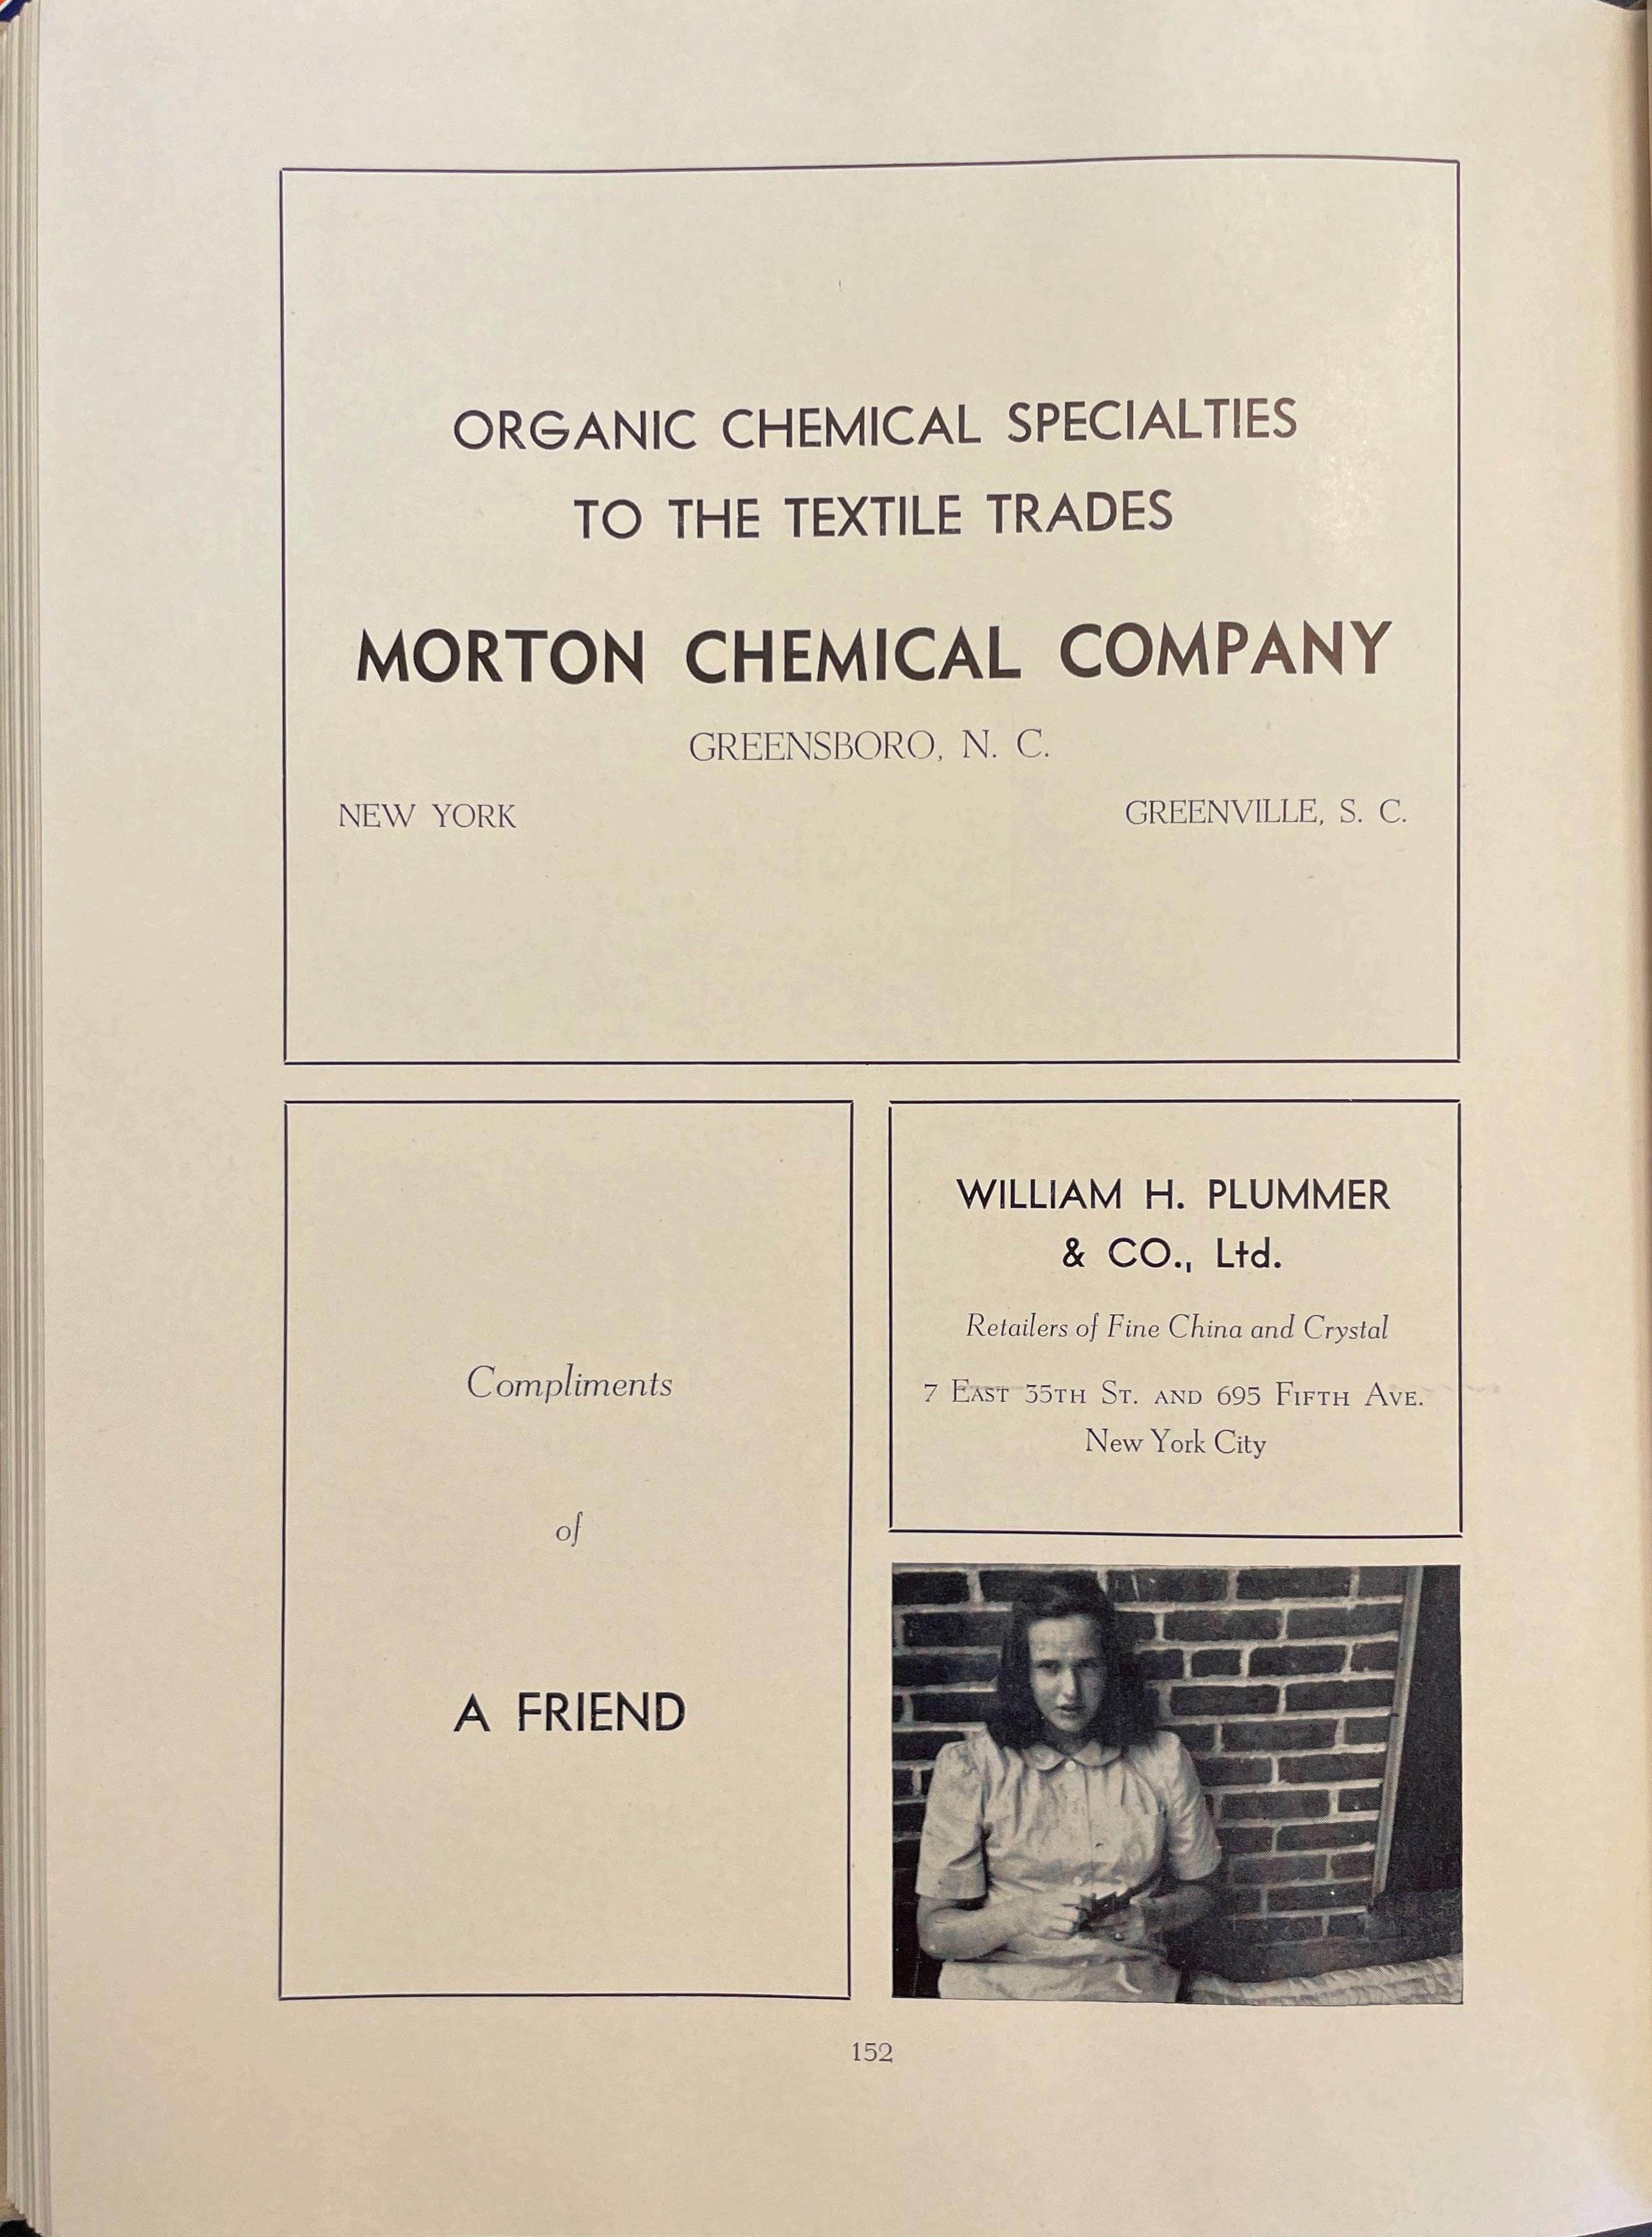 ORGANIC CHEMICAL SPECIALTIES
TO THE TEXTILE TRADES
MORTON CHEMICAL COMPANY
GREENSBORO, N. C.
NEW YORK
GREENVILLE, S. C.
Compliments
of
A FRIEND
WILLIAM H. PLUMMER
& CO., Ltd.
Retailers of Fine China and Crystal
7 EAST 35TH ST. AND 695 FIFTH AVE.
New York City
152